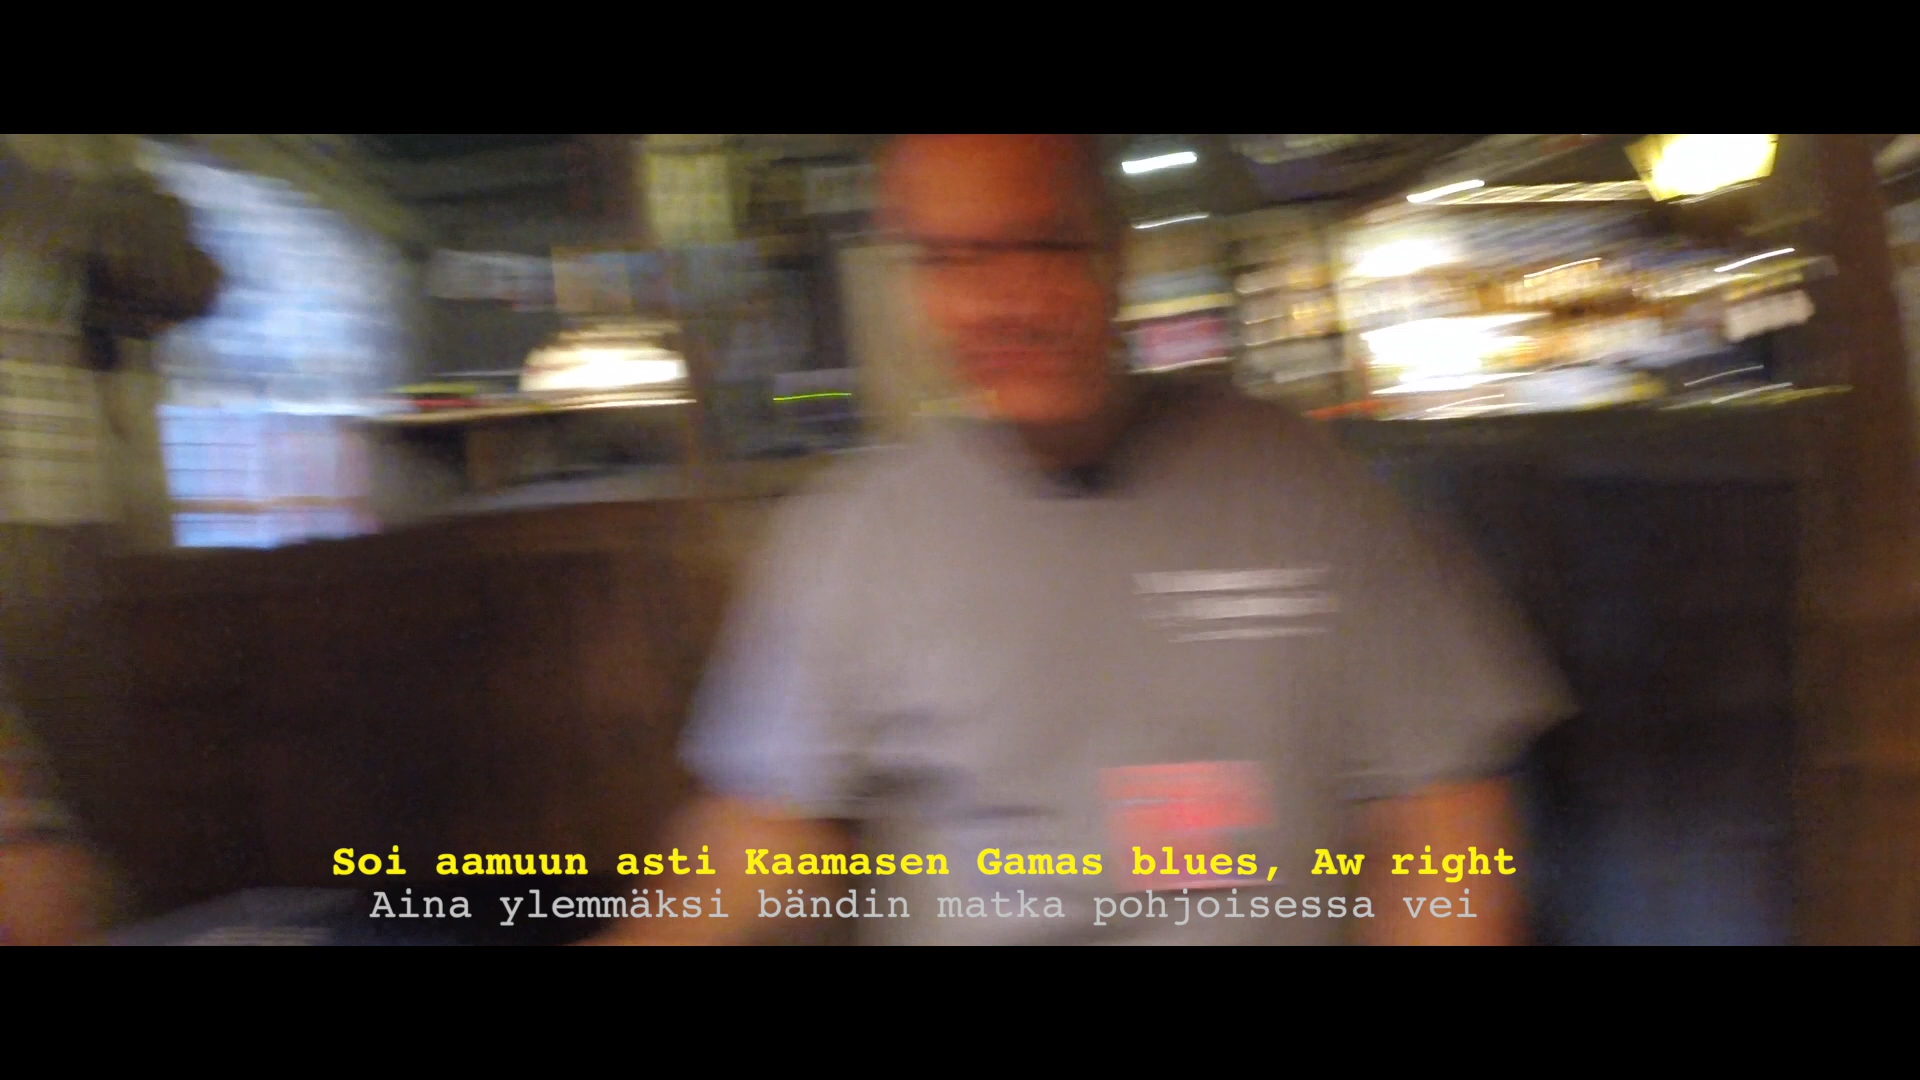 Soi aamuun asti Kaamasen Gamas blues, Aw right
Aina ylemmäksi bändin matka pohjoisessa vei